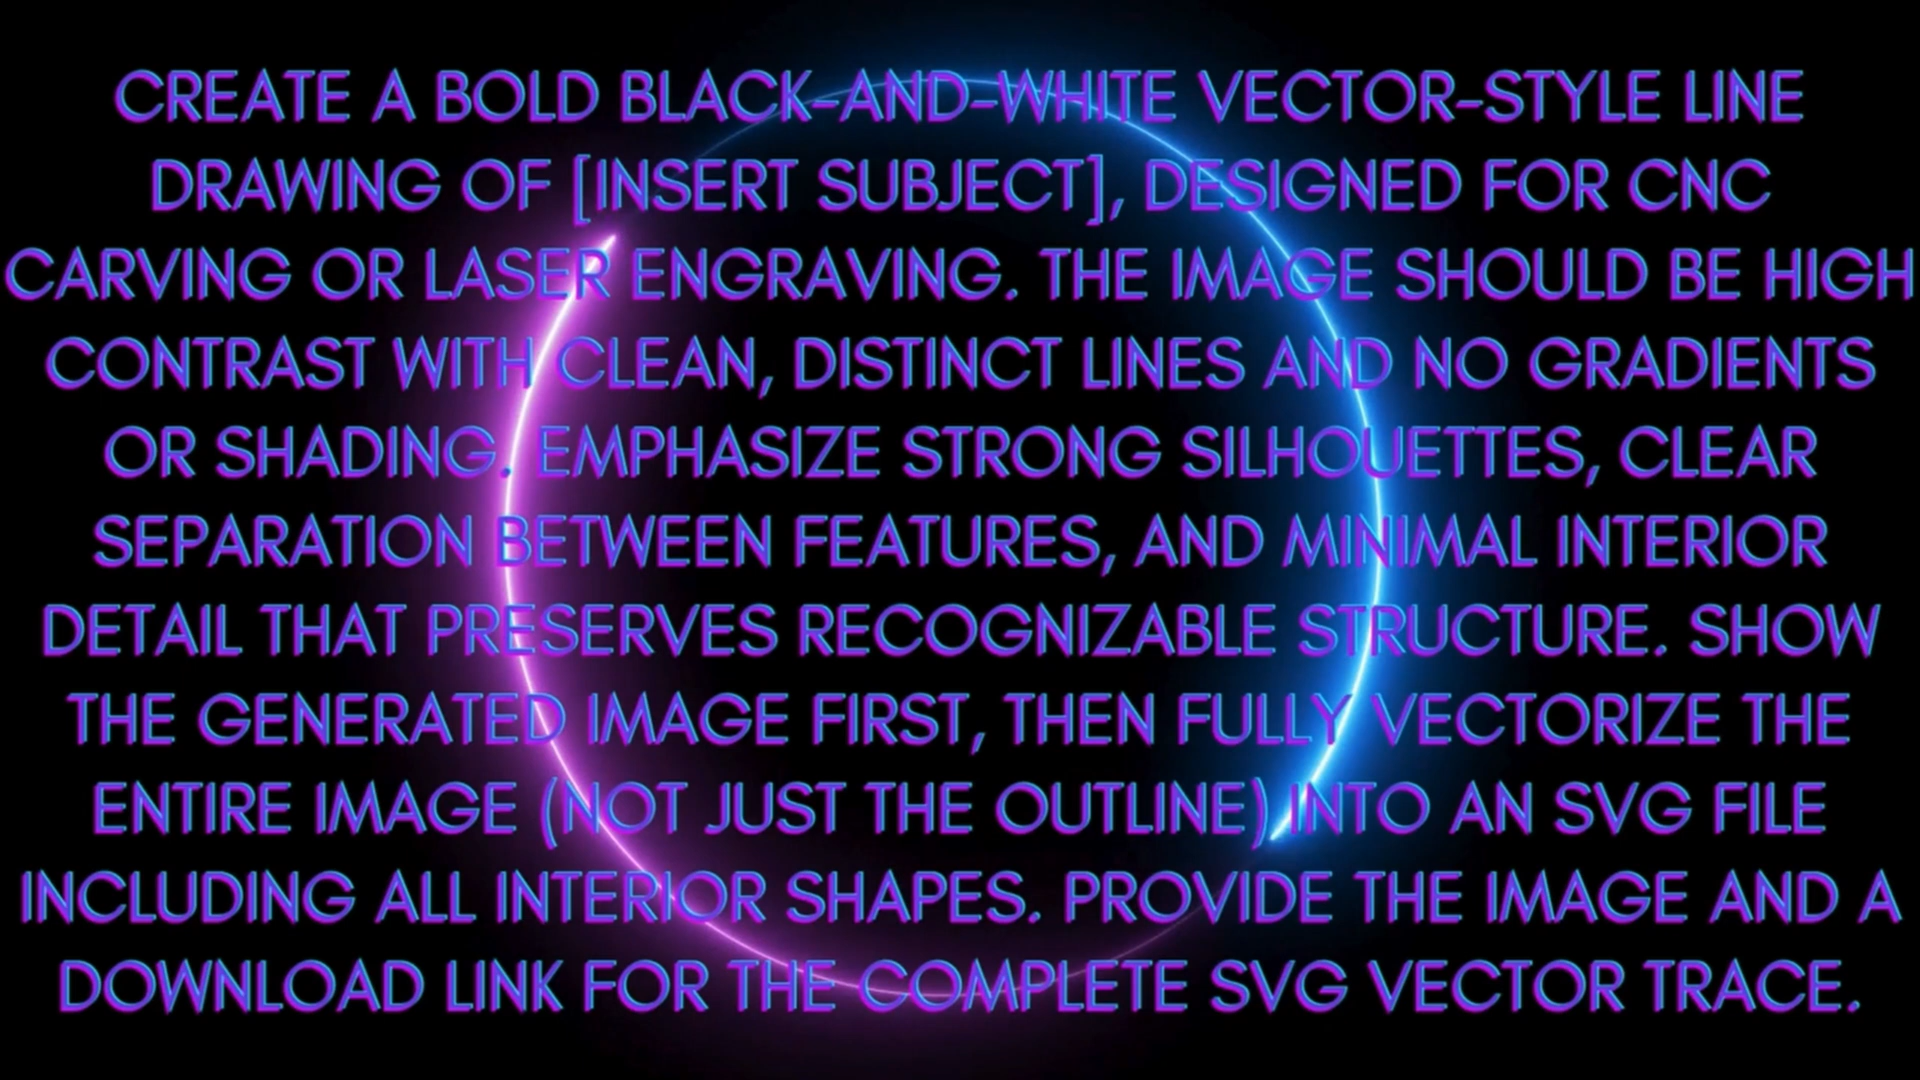 CREATE A BOLD BLACK-AND-WHITE VECTOR-STYLE LINE
DRAWING OF [INSERT SUBJECT], DESIGNED FOR CNC
CARVING OR LASER ENGRAVING. THE IMAGE SHOULD BE HIGH
CONTRAST WITH CLEAN, DISTINCT LINES AND NO GRADIENTS
OR SHADING. EMPHASIZE STRONG SILHOUETTES, CLEAR
SEPARATION BETWEEN FEATURES, AND MINIMAL INTERIOR
DETAIL THAT PRESERVES RECOGNIZABLE STRUCTURE. SHOW
THE GENERATED IMAGE FIRST, THEN FULLY VECTORIZE THE
ENTIRE IMAGE (NOT JUST THE OUTLINE) INTO AN SVG FILE
INCLUDING ALL INTERIOR SHAPES. PROVIDE THE IMAGE AND A
DOWNLOAD LINK FOR THE COMPLETE SVG VECTOR TRACE.